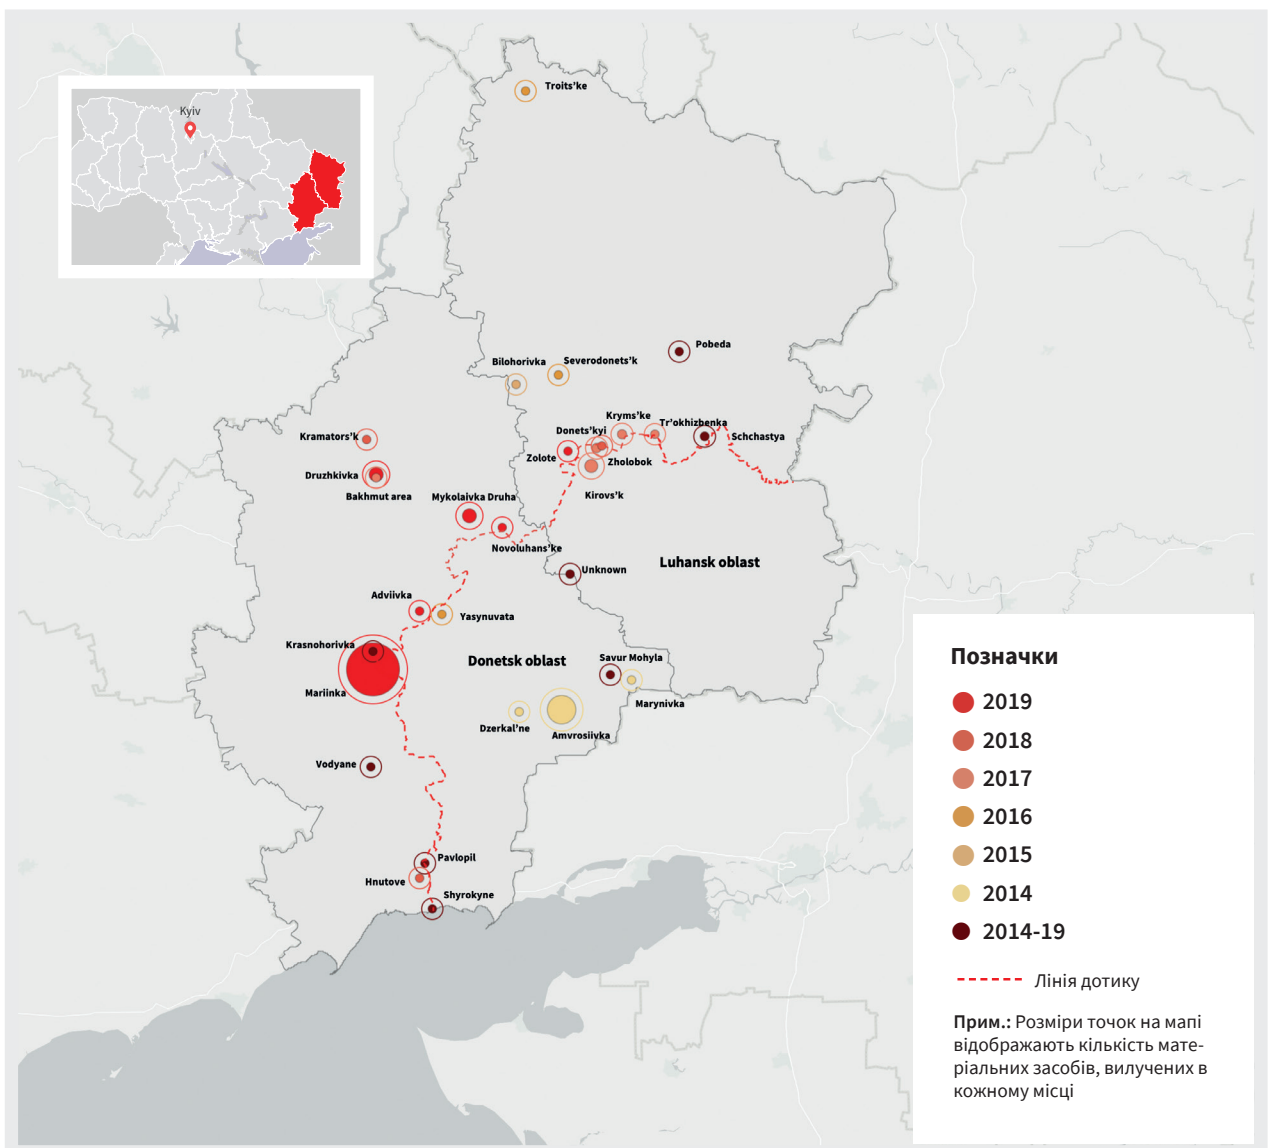 Troits'ke
Kyiv
Pobeda
Bilohorivka
Severodonets'k
Kryms'ke
Tr'okhizbenka
Kramators'k
Donets'kyi
Schchastya
Zolote
Zholobok
Druzhkivka
Bakhmut area
Mykolaivka Druha
Kirovs'k
Novoluhans'ke
Luhansk oblast
Unknown
Adviivka
Yasynuvata
Krasnohorivka
Donetsk oblast
Savur Mohyla
Mariinka
Marynivka
Dzerkal'ne
Amvrosiivka
Vodyane
Pavlopil
Hnutove
Shyrokyne
Позначки
2019
2018
2017
2016
2015
2014
2014-19
Лінія дотику
Прим.: Розміри точок на мапі
відображають кількість мате-
ріальних засобів, вилучених в
кожному місці